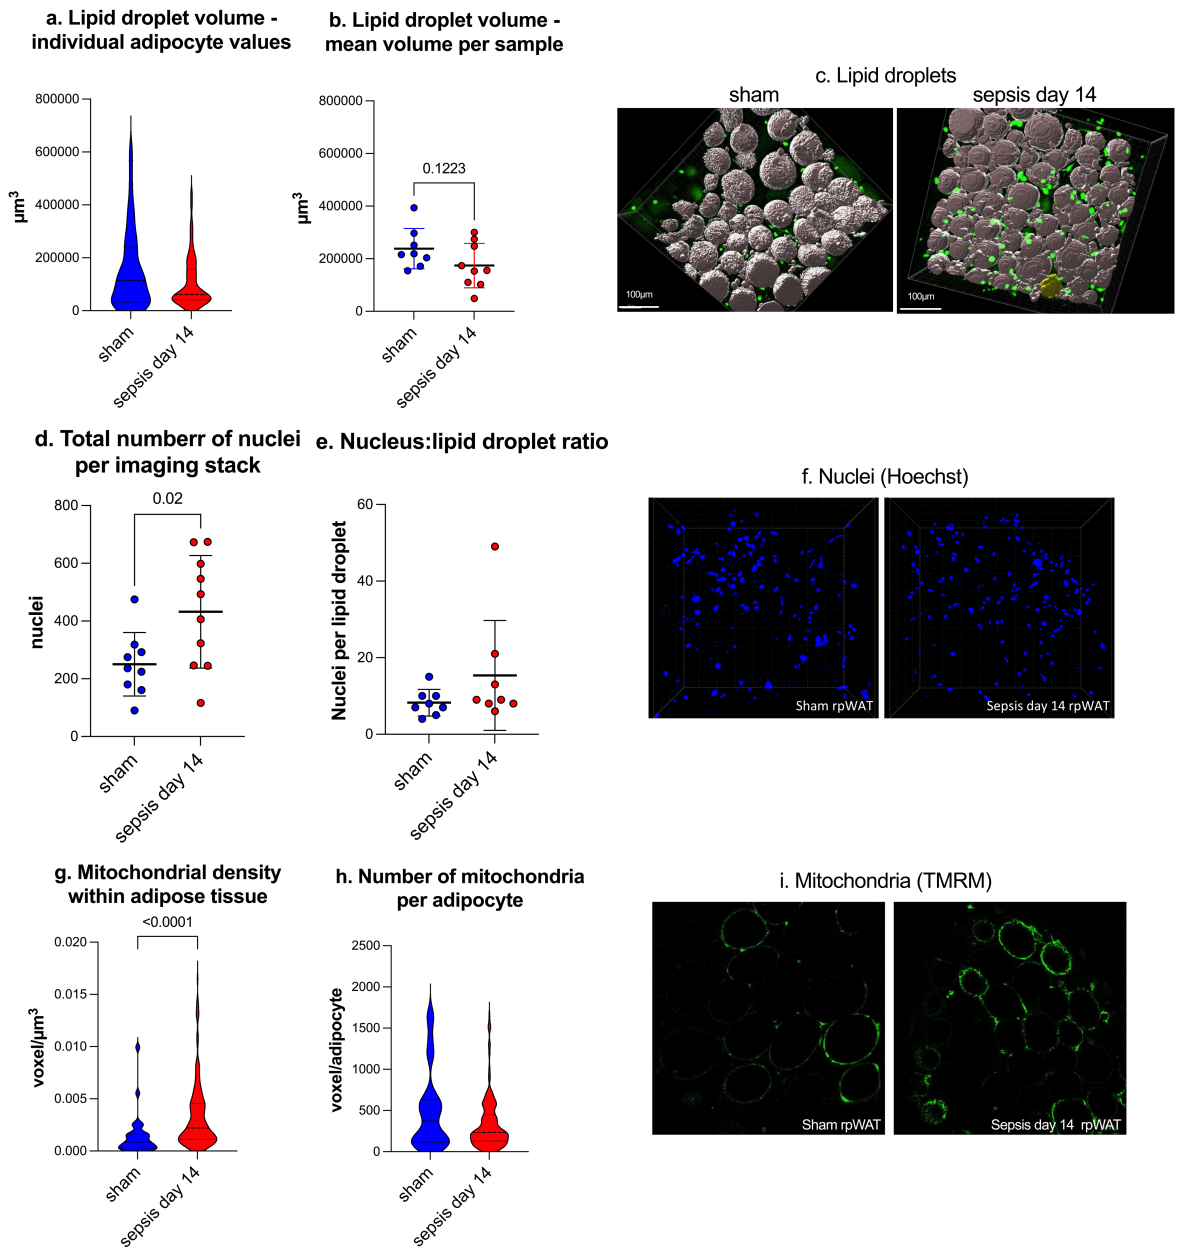 a. Lipid droplet volume -
individual adipocyte values
µm³
800000
600000
400000
200000
0
sham
sepsis day 14
b. Lipid droplet volume -
mean volume per sample
µm³
800000
600000
400000
200000
0
0.1223
sham
sepsis day 14
c. Lipid droplets
sham
sepsis day 14
100µm
100µm
d. Total numberr of nuclei
per imaging stack
nuclei
800
600
400
200
0
0.02
sham
sepsis day 14
e. Nucleus:lipid droplet ratio
Nuclei per lipid droplet
60
40
20
0
sham
sepsis day 14
f. Nuclei (Hoechst)
Sham rpWAT
Sepsis day 14 rpWAT
g. Mitochondrial density
within adipose tissue
<0.0001
voxel/µm³
0.020
0.015
0.010
0.005
0.000
sham
sepsis day 14
h. Number of mitochondria
per adipocyte
voxel/adipocyte
2500
2000
1500
1000
500
0
sham
sepsis day 14
i. Mitochondria (TMRM)
Sham rpWAT
Sepsis day 14 rpWAT